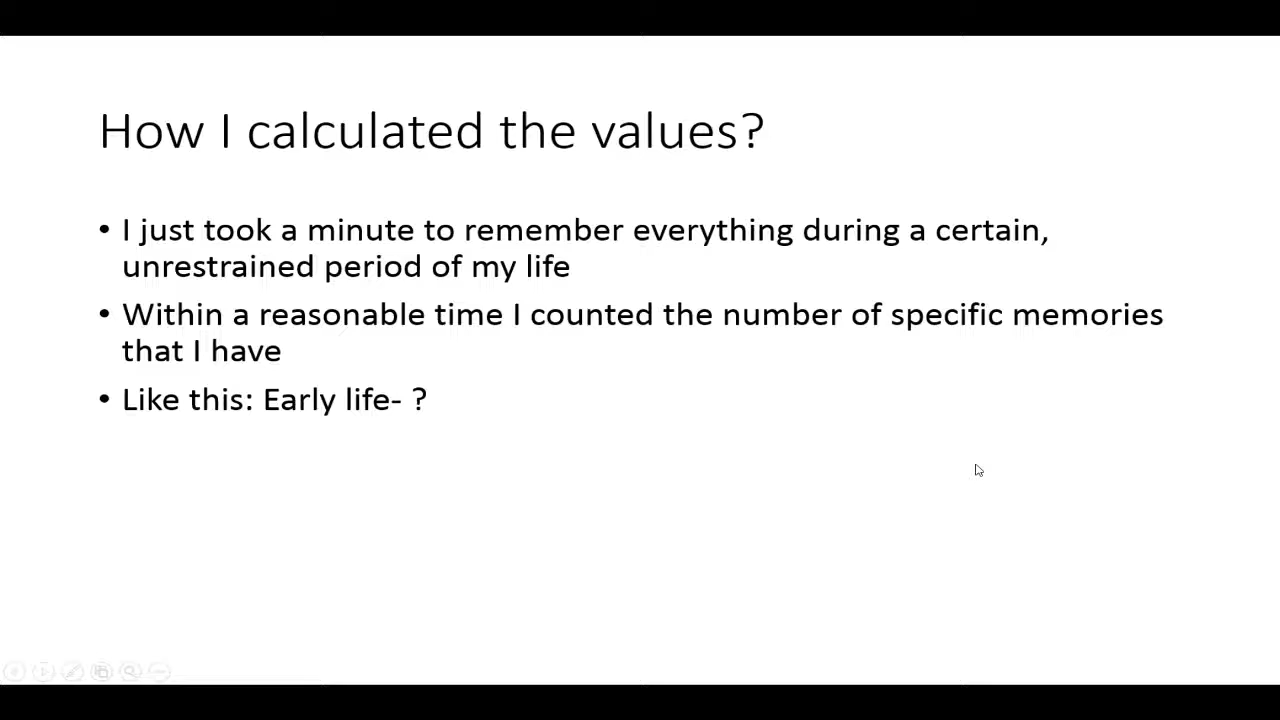 How I calculated the values?
• I just took a minute to remember everything during a certain,
unrestrained period of my life
• Within a reasonable time I counted the number of specific memories
that I have
• Like this: Early life- ?